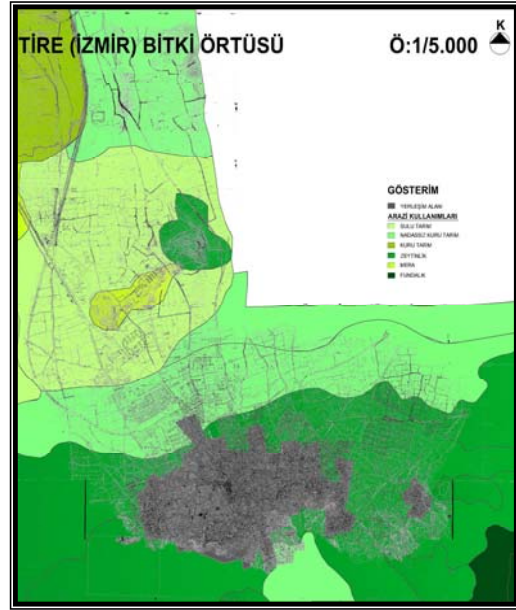 TİRE (İZMİR) BİTKİ ÖRTÜSÜ
Ö:1/5.000
K
GÖSTERİM
YERLEŞİM ALANI
ARAZİ KULLANIMLARI
SULU TARIM
NADASSIZ KURU TARIM
KURU TARIM
ZEYTİNLİK
MERA
FUNDALIK